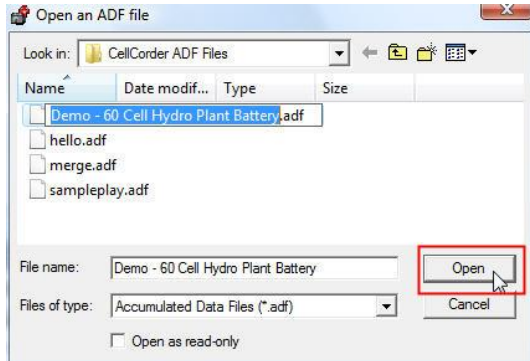 Open an ADF file
Look in: CellCorder ADF Files
Name Date modif... Type Size
Demo - 60 Cell Hydro Plant Battery.adf
hello.adf
merge.adf
sampleplay.adf
File name: Demo - 60 Cell Hydro Plant Battery Open
Files of type: Accumulated Data Files (*.adf) Cancel
Open as read-only